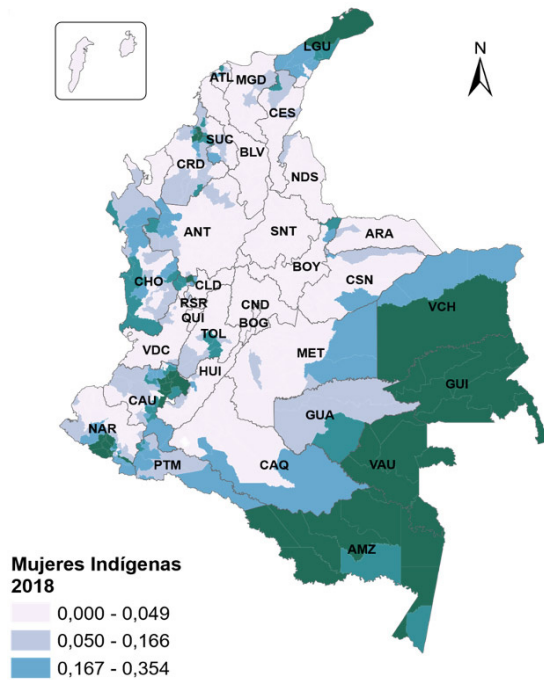 N
LGU
ATL
MGD
CES
SUC
BLV
CRD
NDS
ANT
SNT
ARA
BOY
CSN
CHO
CLD
RSR
QUI
CND
BOG
VCH
TOL
VDC
MET
HUI
GUI
CAU
GUA
NAR
VAU
PTM
CAQ
AMZ
Mujeres Indígenas
2018
0,000 - 0,049
0,050 - 0,166
0,167 - 0,354